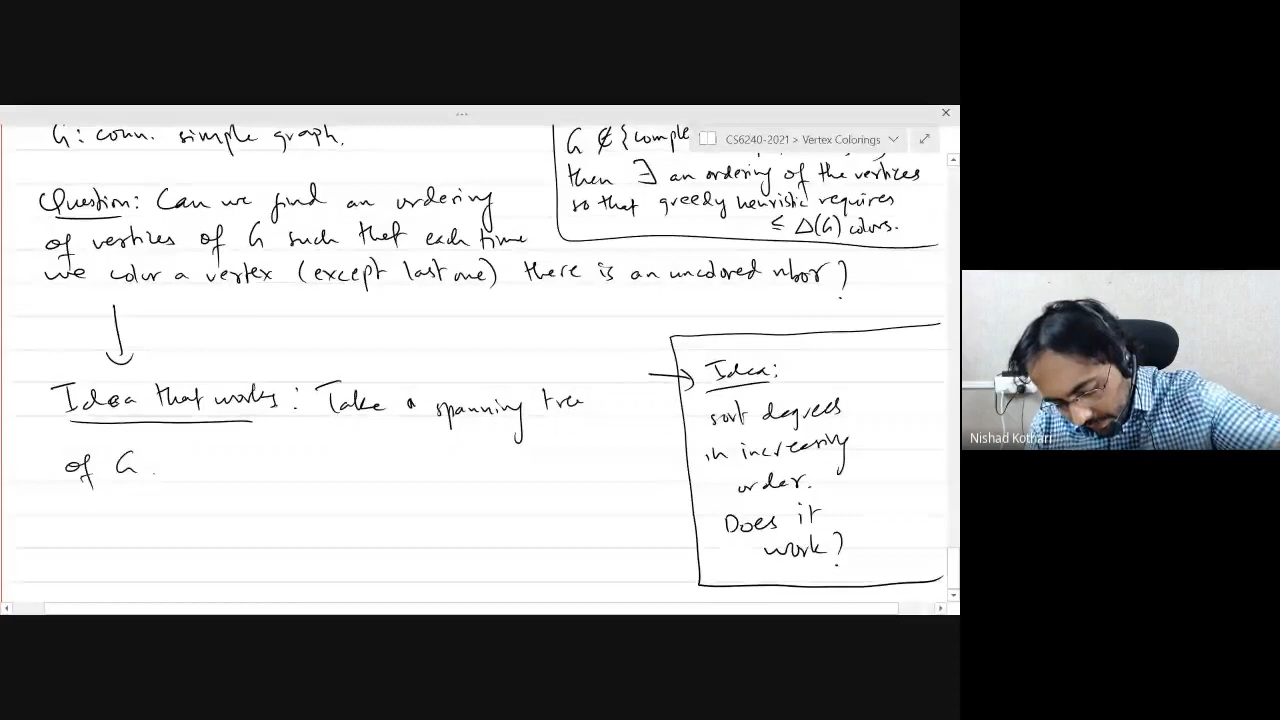 G: conn. simple graph.
CS6240-2021 > Vertex Colorings
G ∉ {comple
then ∃ an ordering of the vertices
so that greedy heuristic requires
≤ Δ(G) colors.
Question: Can we find an ordering
of vertices of G such that each time
we color a vertex (except last one) there is an uncolored nbor?
Idea that works: Take a spanning tree
of G.
Idea:
sort degrees
in increasing
order.
Does it
work?
Nishad Kothari